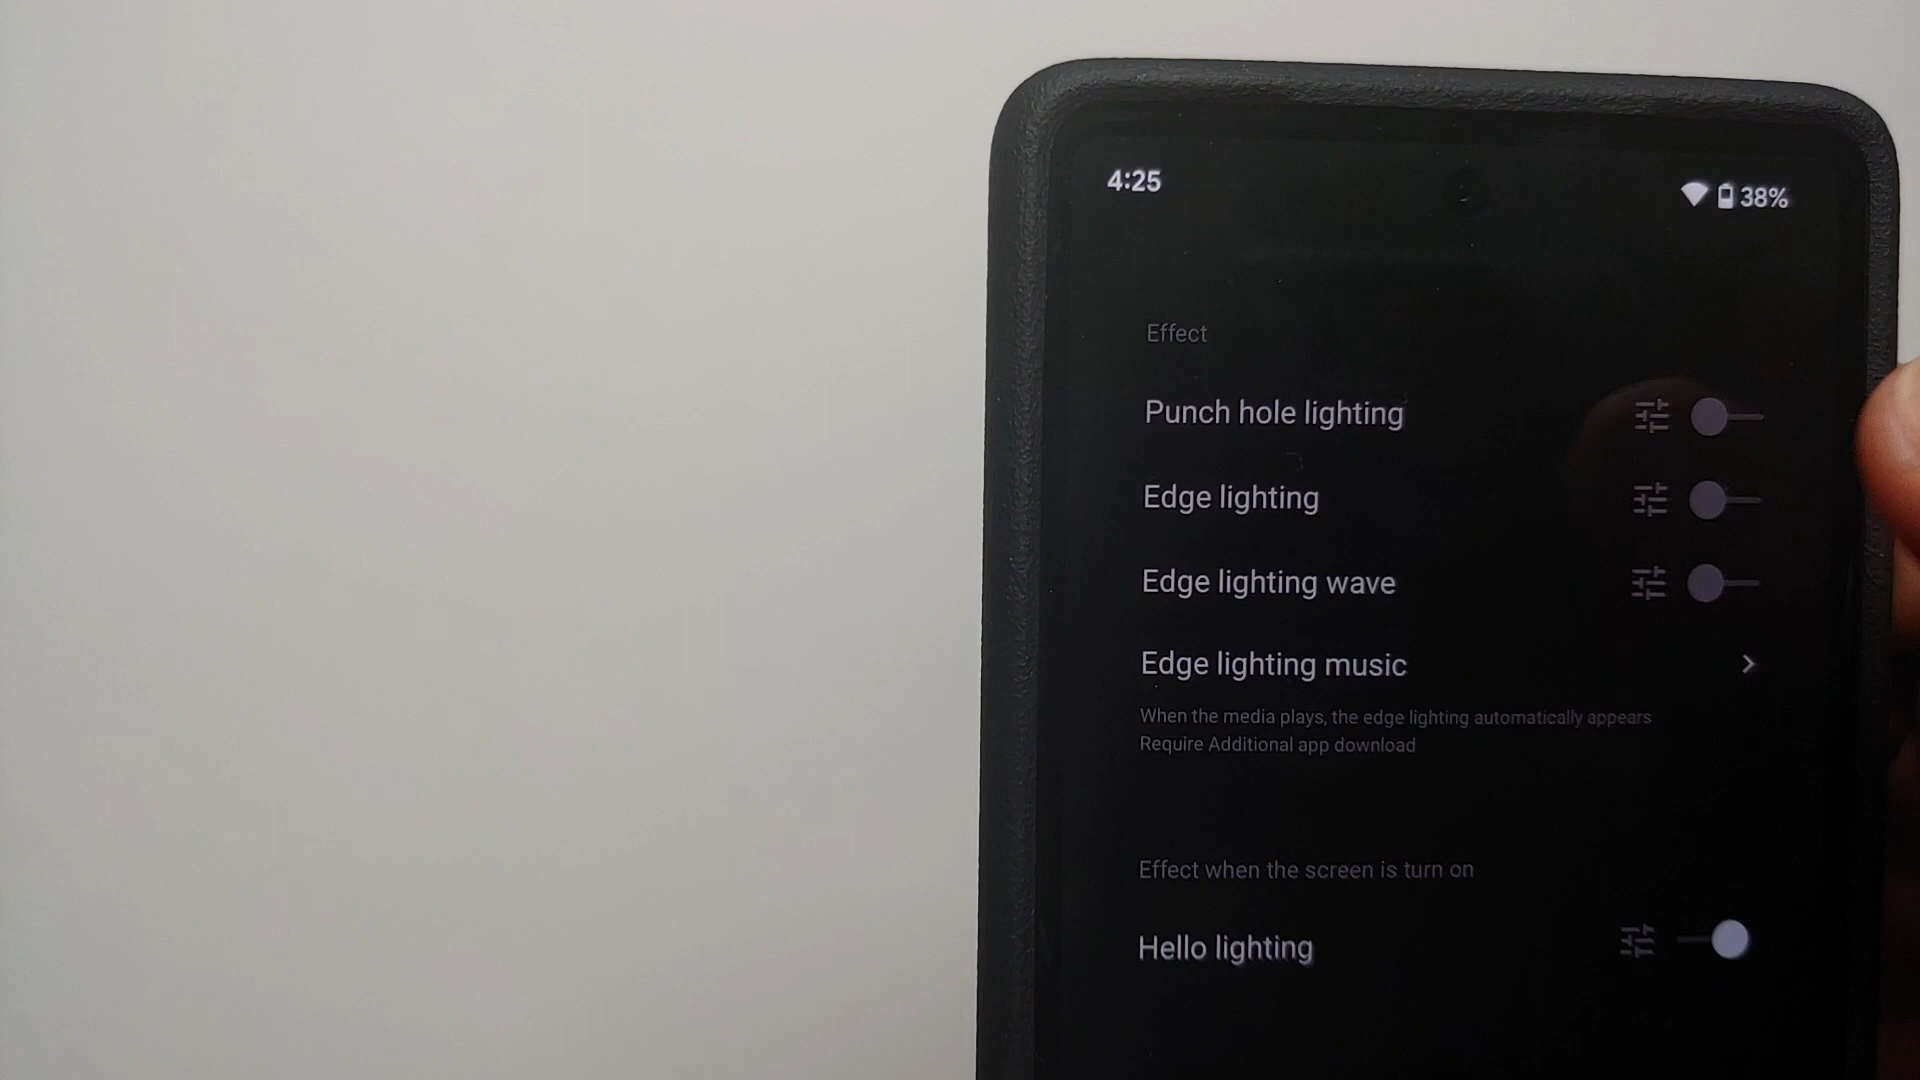 4:25
38%
Effect
Punch hole lighting
Edge lighting
Edge lighting wave
Edge lighting music
When the media plays, the edge lighting automatically appears
Require Additional app download
Effect when the screen is turn on
Hello lighting